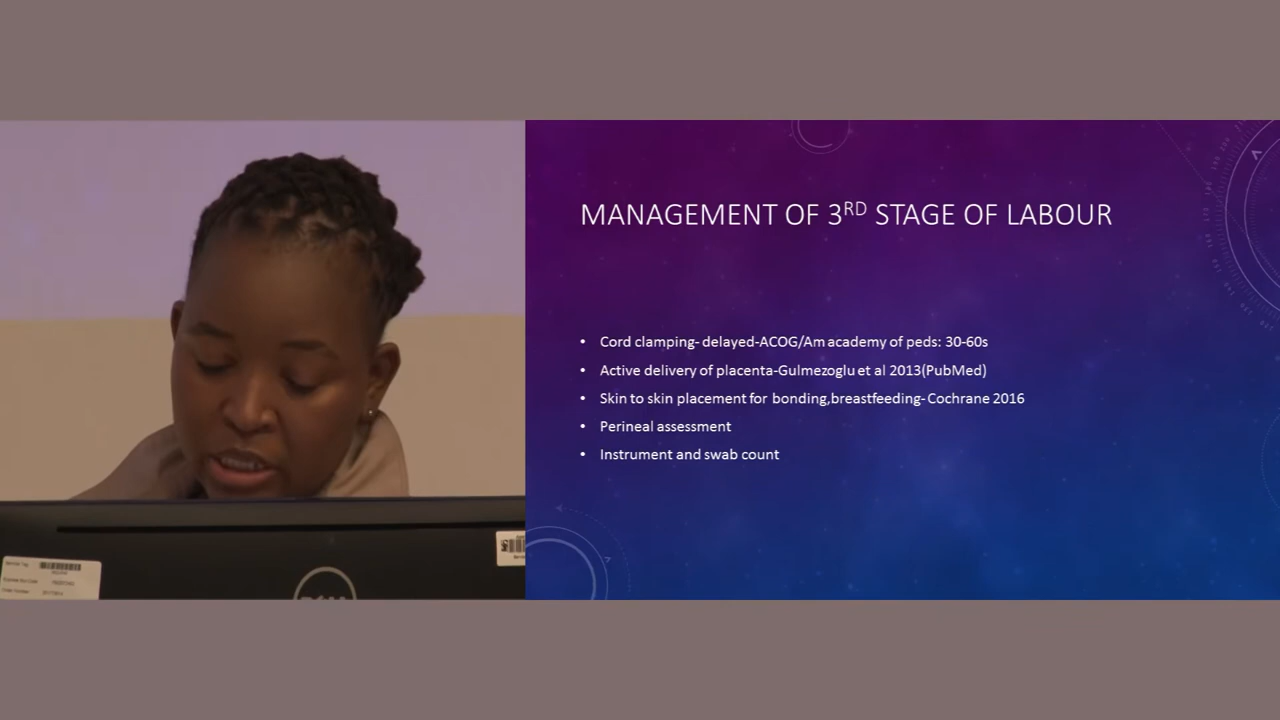 MANAGEMENT OF 3RD STAGE OF LABOUR
• Cord clamping- delayed-ACOG/Am academy of peds: 30-60s
• Active delivery of placenta-Gulmezoglu et al 2013(PubMed)
• Skin to skin placement for bonding,breastfeeding- Cochrane 2016
• Perineal assessment
• Instrument and swab count